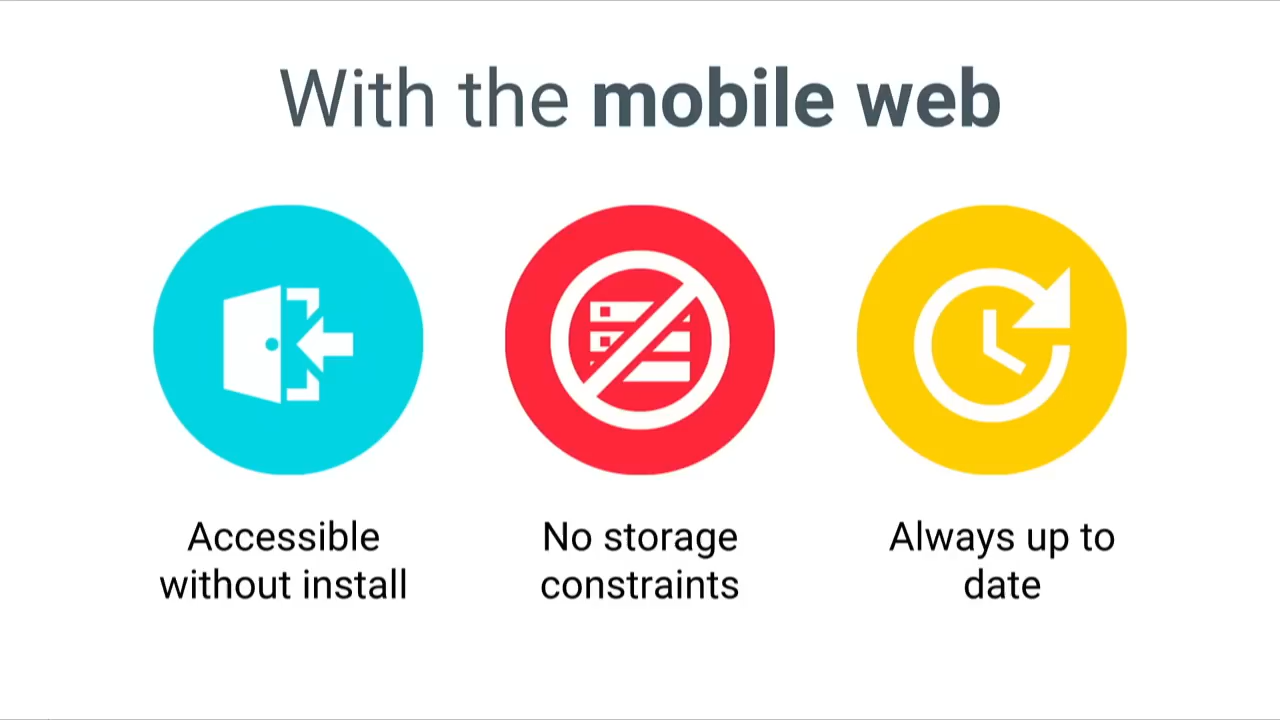 With the mobile web
Accessible
without install
No storage
constraints
Always up to
date